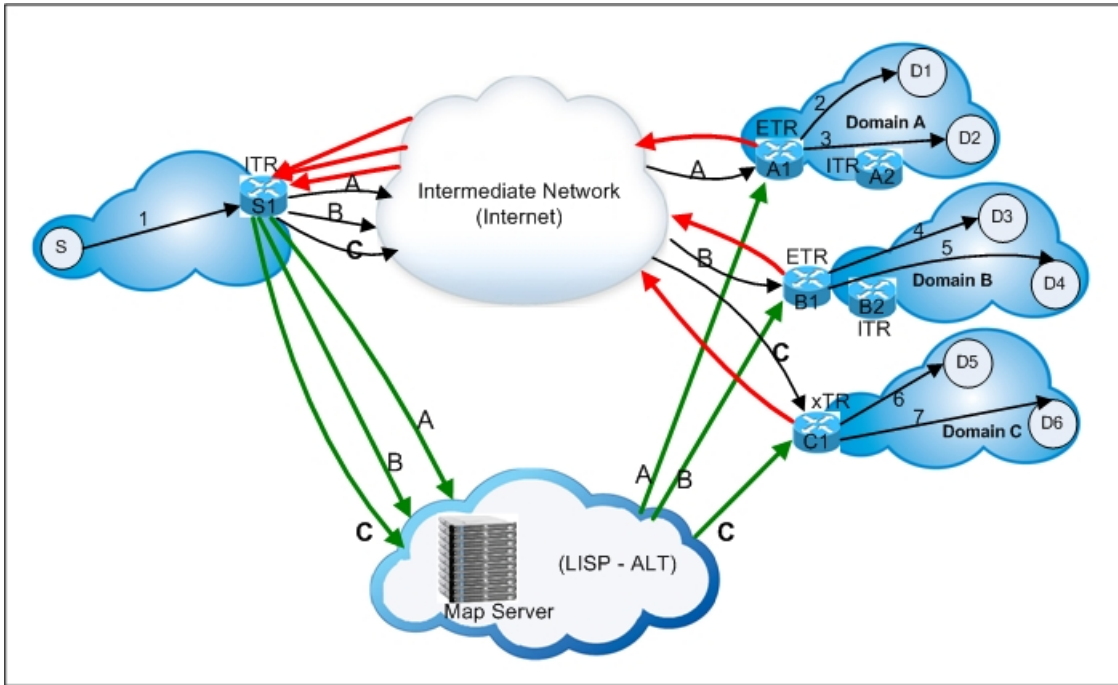 ITR
S1
S
1
A
B
C
Intermediate Network
(Internet)
A
B
C
ETR
A1
2
3
D1
Domain A
D2
ITR
A2
ETR
B1
4
5
D3
Domain B
D4
B2
ITR
xTR
C1
6
7
D5
D6
Domain C
A
B
C
A
B
C
(LISP - ALT)
Map Server